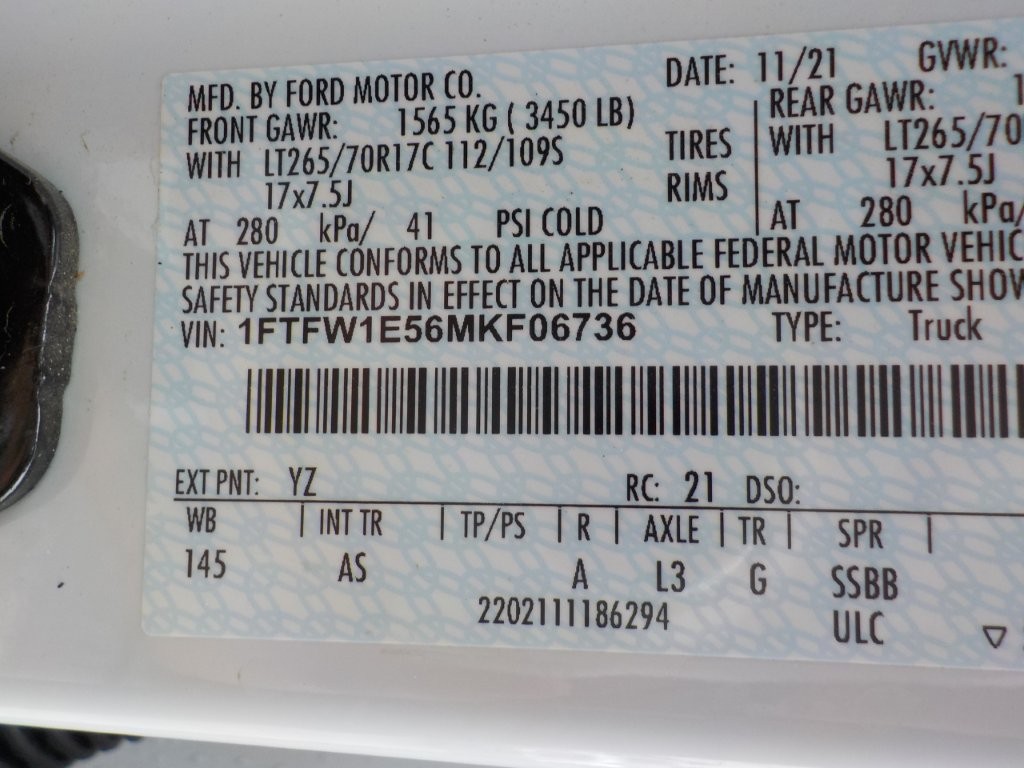 MFD. BY FORD MOTOR CO. DATE: 11/21 GVWR:
FRONT GAWR: 1565 KG ( 3450 LB) REAR GAWR: 1
WITH LT265/70R17C 112/109S TIRES WITH LT265/70
17x7.5J RIMS 17x7.5J
AT 280 kPa/ 41 PSI COLD AT 280 kPa/
THIS VEHICLE CONFORMS TO ALL APPLICABLE FEDERAL MOTOR VEHIC
SAFETY STANDARDS IN EFFECT ON THE DATE OF MANUFACTURE SHOW
VIN: 1FTFW1E56MKF06736 TYPE: Truck
EXT PNT: YZ RC: 21 DSO:
WB | INT TR | TP/PS | R | AXLE | TR | SPR |
145 AS A L3 G SSBB
2202111186294 ULC